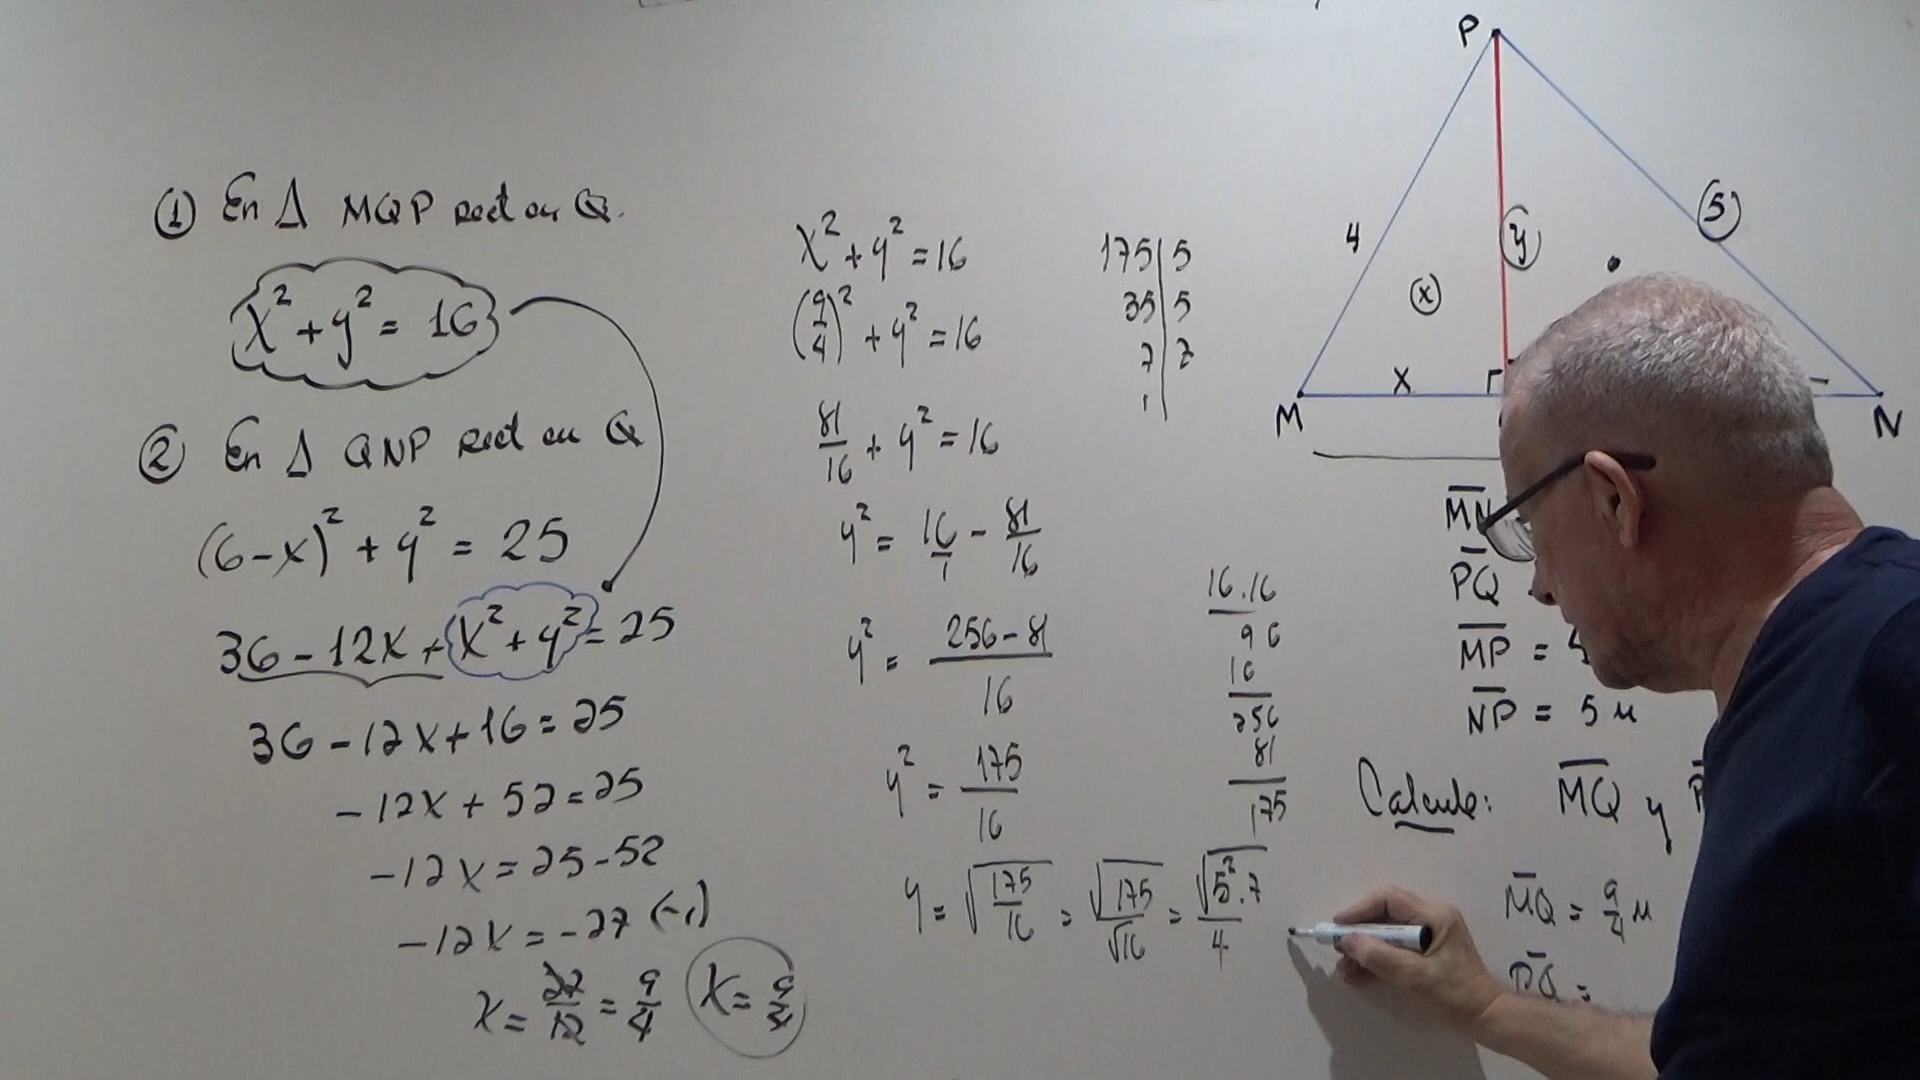 ① En Δ MQP rect en Q.
x² + y² = 16
② En Δ QNP rect en Q
(6-x)² + y² = 25
36 - 12x + x² + y² = 25
36 - 12x + 16 = 25
-12x + 52 = 25
-12x = 25 - 52
-12x = -27 (-1)
x = 27/12 = 9/4
x = 9/4
x² + y² = 16
(9/4)² + y² = 16
81/16 + y² = 16
y² = 16/1 - 81/16
y² = (256 - 81)/16
y² = 175/16
y = √(175/16) = √175/√16 = √(5².7)/4
175 | 5
35 | 5
7 | 7
1 |
16.16
96
16
256
81
175
P
4
y
5
x
x
M
N
MN
PQ
MP =
NP = 5 u
Calcule: MQ y
MQ = 9/4 u
PQ =